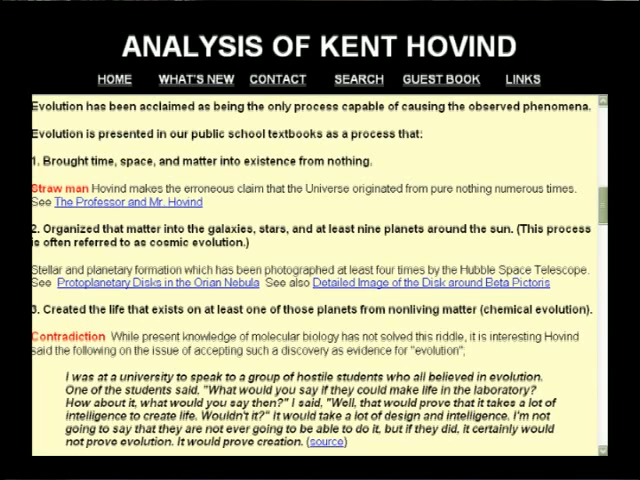 ANALYSIS OF KENT HOVIND
HOME WHAT'S NEW CONTACT SEARCH GUEST BOOK LINKS
Evolution has been acclaimed as being the only process capable of causing the observed phenomena.
Evolution is presented in our public school textbooks as a process that:
1. Brought time, space, and matter into existence from nothing.
Straw man Hovind makes the erroneous claim that the Universe originated from pure nothing numerous times.
See The Professor and Mr. Hovind
2. Organized that matter into the galaxies, stars, and at least nine planets around the sun. (This process
is often referred to as cosmic evolution.)
Stellar and planetary formation which has been photographed at least four times by the Hubble Space Telescope.
See Protoplanetary Disks in the Orian Nebula See also Detailed Image of the Disk around Beta Pictoris
3. Created the life that exists on at least one of those planets from nonliving matter (chemical evolution).
Contradiction While present knowledge of molecular biology has not solved this riddle, it is interesting Hovind
said the following on the issue of accepting such a discovery as evidence for "evolution";
I was at a university to speak to a group of hostile students who all believed in evolution.
One of the students said, "What would you say if they could make life in the laboratory?
How about it, what would you say then?" I said, "Well, that would prove that it takes a lot of
intelligence to create life. Wouldn't it?" It would take a lot of design and intelligence. I'm not
going to say that they are not ever going to be able to do it, but if they did, it certainly would
not prove evolution. It would prove creation. (source)